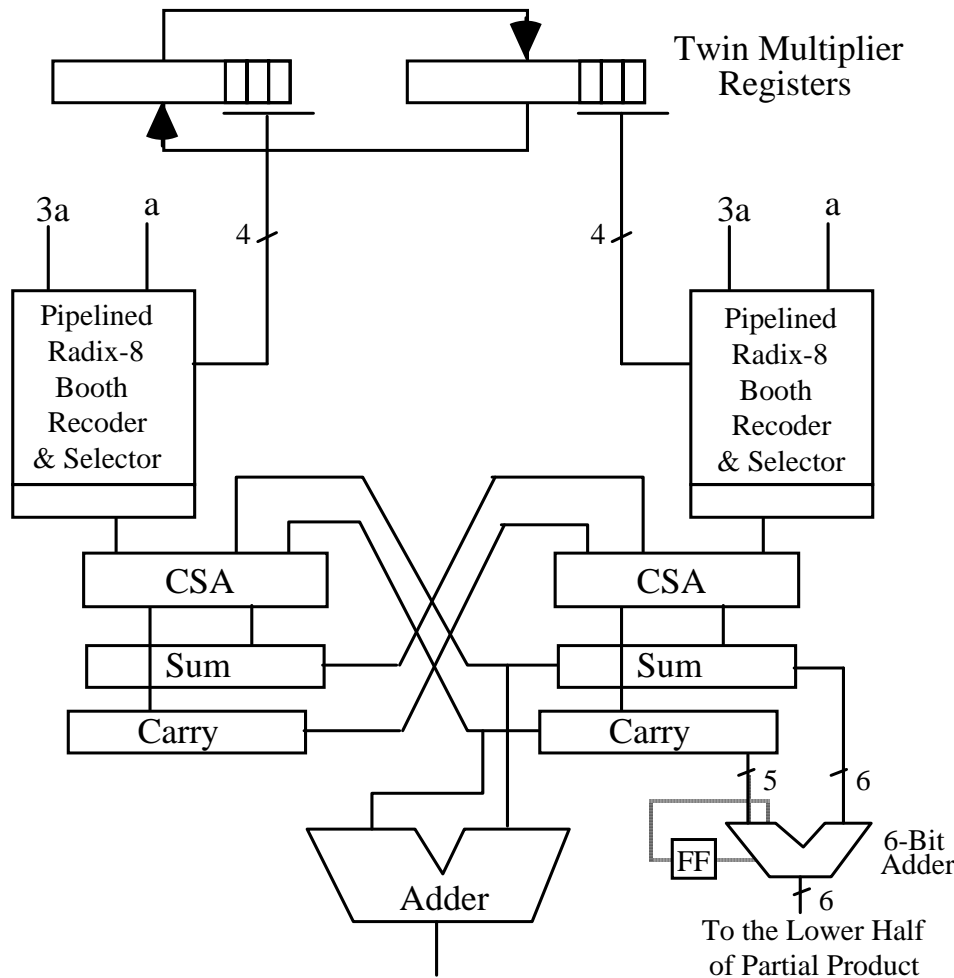 Twin Multiplier
Registers
3a
a
4
4
3a
a
Pipelined
Radix-8
Booth
Recoder
& Selector
Pipelined
Radix-8
Booth
Recoder
& Selector
CSA
CSA
Sum
Sum
Carry
Carry
5
6
FF
6-Bit
Adder
Adder
6
To the Lower Half
of Partial Product